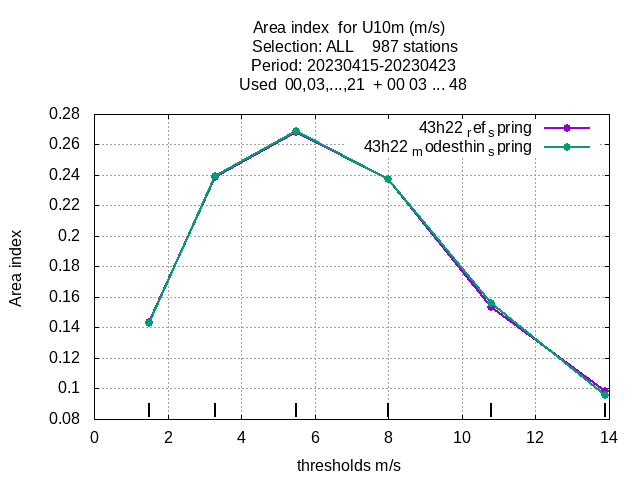 Area index  for U10m (m/s)
Selection: ALL    987 stations
Period: 20230415-20230423
Used  00,03,...,21  + 00 03 ... 48
43h22 ref spring
43h22 modesthin spring
0.28
0.26
0.24
0.22
0.2
0.18
0.16
0.14
0.12
0.1
0.08
Area index
0 2 4 6 8 10 12 14
thresholds m/s